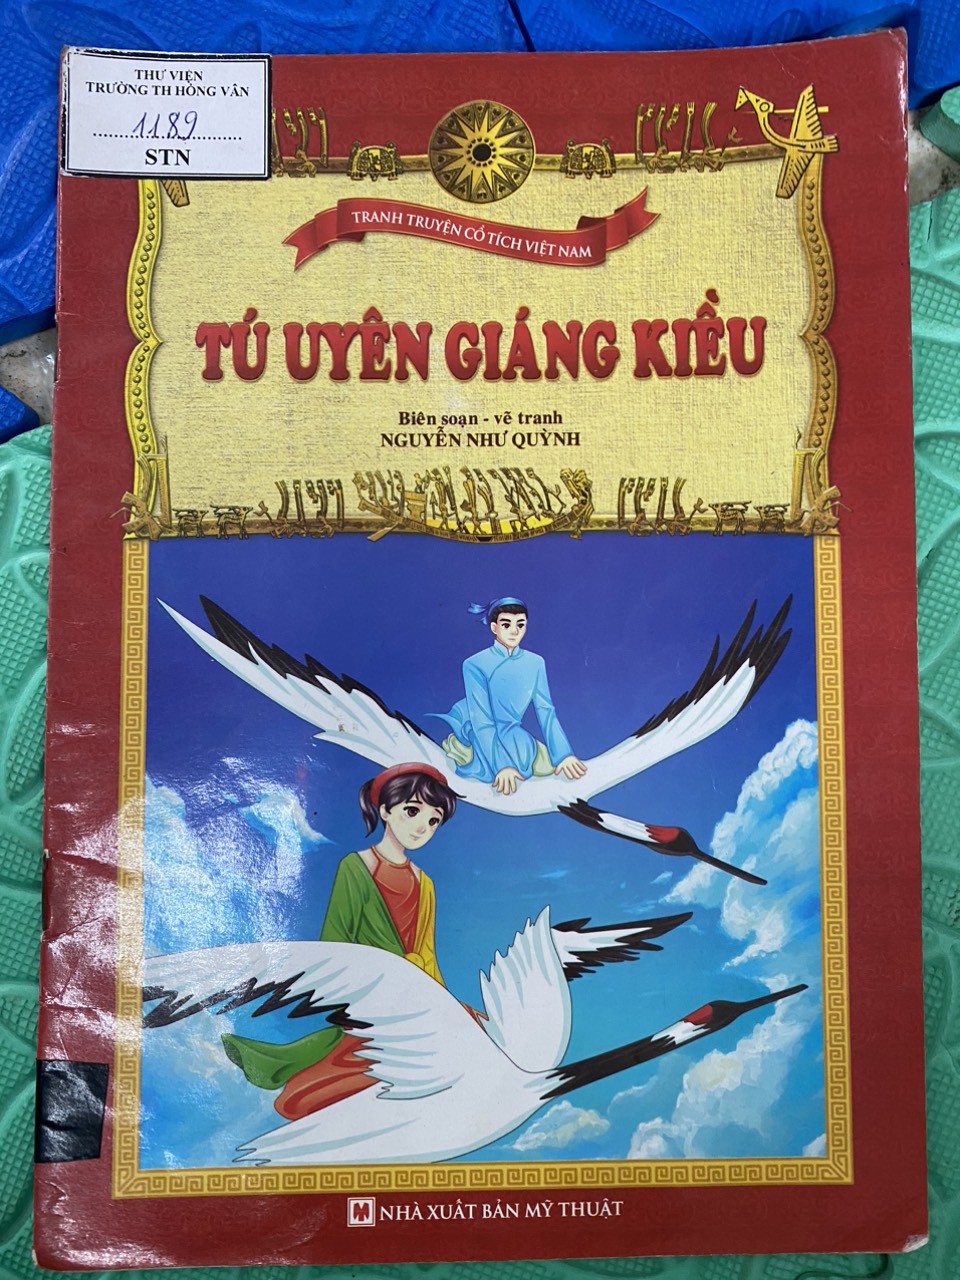 THƯ VIỆN
TRƯỜNG TH HỒNG VÂN
1189
STN
TRANH TRUYỆN CỔ TÍCH VIỆT NAM
TÚ UYÊN GIÁNG KIỀU
Biên soạn - vẽ tranh
NGUYỄN NHƯ QUỲNH
NHÀ XUẤT BẢN MỸ THUẬT